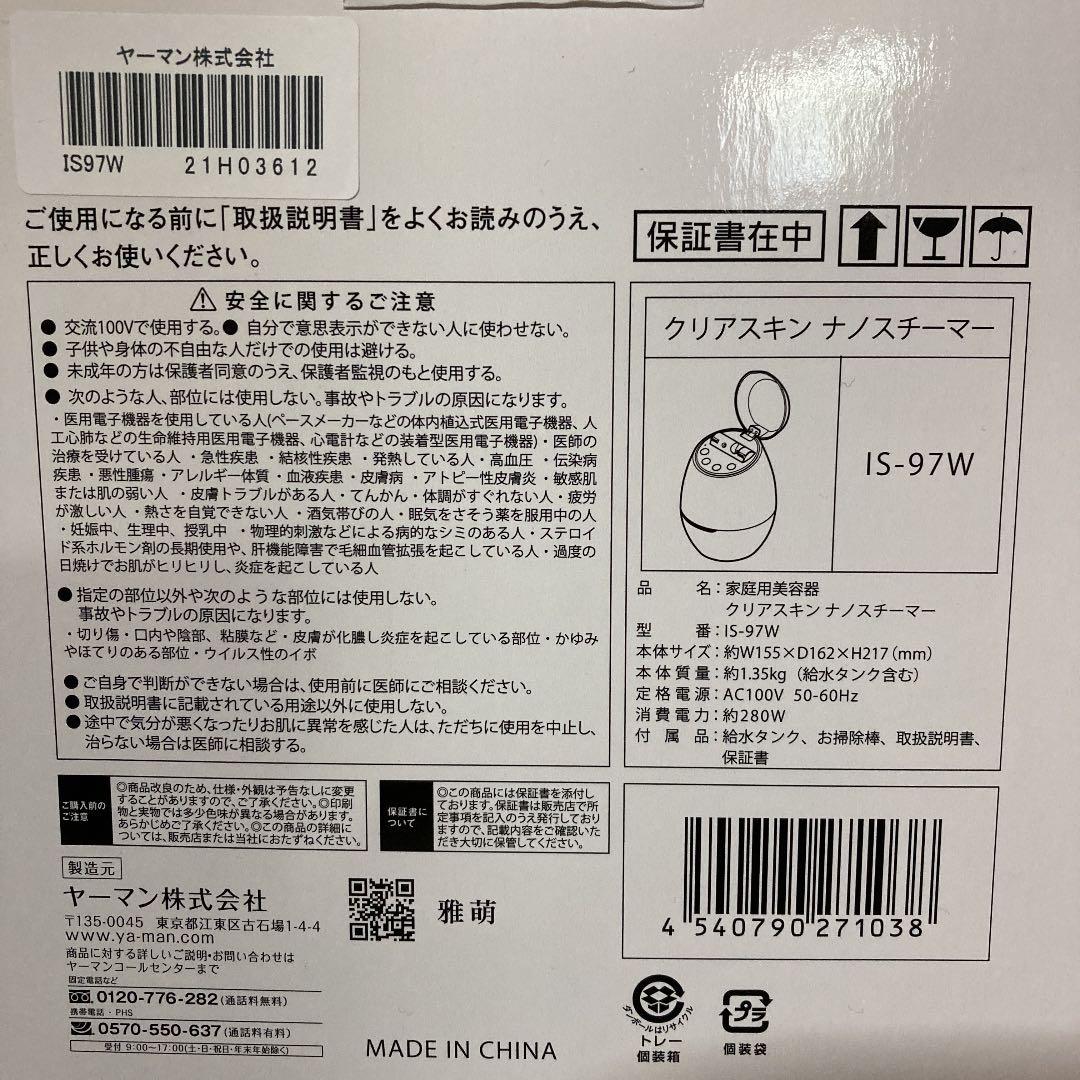 ヤーマン株式会社
IS97W 21H03612
ご使用になる前に「取扱説明書」をよくお読みのうえ、
正しくお使いください。
保証書在中
安全に関するご注意
● 交流100Vで使用する。● 自分で意思表示ができない人に使わせない。
● 子供や身体の不自由な人だけでの使用は避ける。
● 未成年の方は保護者同意のうえ、保護者監視のもと使用する。
● 次のような人、部位には使用しない。事故やトラブルの原因になります。
・医用電子機器を使用している人(ペースメーカーなどの体内植込式医用電子機器、人
工心肺などの生命維持用医用電子機器、心電計などの装着型医用電子機器)・医師の
治療を受けている人 ・急性疾患 ・結核性疾患 ・発熱している人・高血圧 ・伝染病
疾患 ・悪性腫瘍 ・アレルギー体質 ・血液疾患 ・皮膚病 ・アトピー性皮膚炎 ・敏感肌
または肌の弱い人 ・皮膚トラブルがある人・てんかん・体調がすぐれない人・疲労
が激しい人 ・熱さを自覚できない人 ・酒気帯びの人・眠気をさそう薬を服用中の人
・妊娠中、生理中、授乳中 ・物理的刺激などによる病的なシミのある人・ステロイ
ド系ホルモン剤の長期使用や、肝機能障害で毛細血管拡張を起こしている人・過度の
日焼けでお肌がヒリヒリし、炎症を起こしている人
● 指定の部位以外や次のような部位には使用しない。
事故やトラブルの原因になります。
・切り傷・口内や陰部、粘膜など・皮膚が化膿し炎症を起こしている部位・かゆみ
やほてりのある部位・ウイルス性のイボ
● ご自身で判断ができない場合は、使用前に医師にご相談ください。
● 取扱説明書に記載されている用途以外に使用しない。
● 途中で気分が悪くなったりお肌に異常を感じた人は、ただちに使用を中止し、
治らない場合は医師に相談する。
クリアスキン ナノスチーマー
IS-97W
品 名：家庭用美容器
クリアスキン ナノスチーマー
型 番：IS-97W
本体サイズ：約W155×D162×H217(mm)
本体質量：約1.35kg（給水タンク含む）
定格電源：AC100V 50-60Hz
消費電力：約280W
付 属 品：給水タンク、お掃除棒、取扱説明書、
保証書
ご購入前の
ご注意
◎商品改良のため、仕様・外観は予告なしに変更
することがありますので、ご了承ください。◎印刷
物と実物では多少色味が異なる場合があります。
あらかじめご了承ください。◎この商品の詳細に
ついては、販売店または当社におたずねください。
保証書に
ついて
◎この商品には保証書を添付し
ております。保証書は販売店で所
定事項を記入のうえ発行しており
ますので、記載内容をご確認いた
だき大切に保管してください。
製造元
ヤーマン株式会社
〒135-0045 東京都江東区古石場1-4-4
www.ya-man.com
商品に対する詳しいご説明・お問い合わせは
ヤーマンコールセンターまで
固定電話など
0120-776-282(通話料無料)
携帯電話・PHS
0570-550-637(通話料有料)
受付 9:00〜17:00(土・日・祝日・年末年始除く)
雅萌
MADE IN CHINA
4 540790 271038
ダンボールはリサイクル
トレー
個装箱
プラ
個装袋